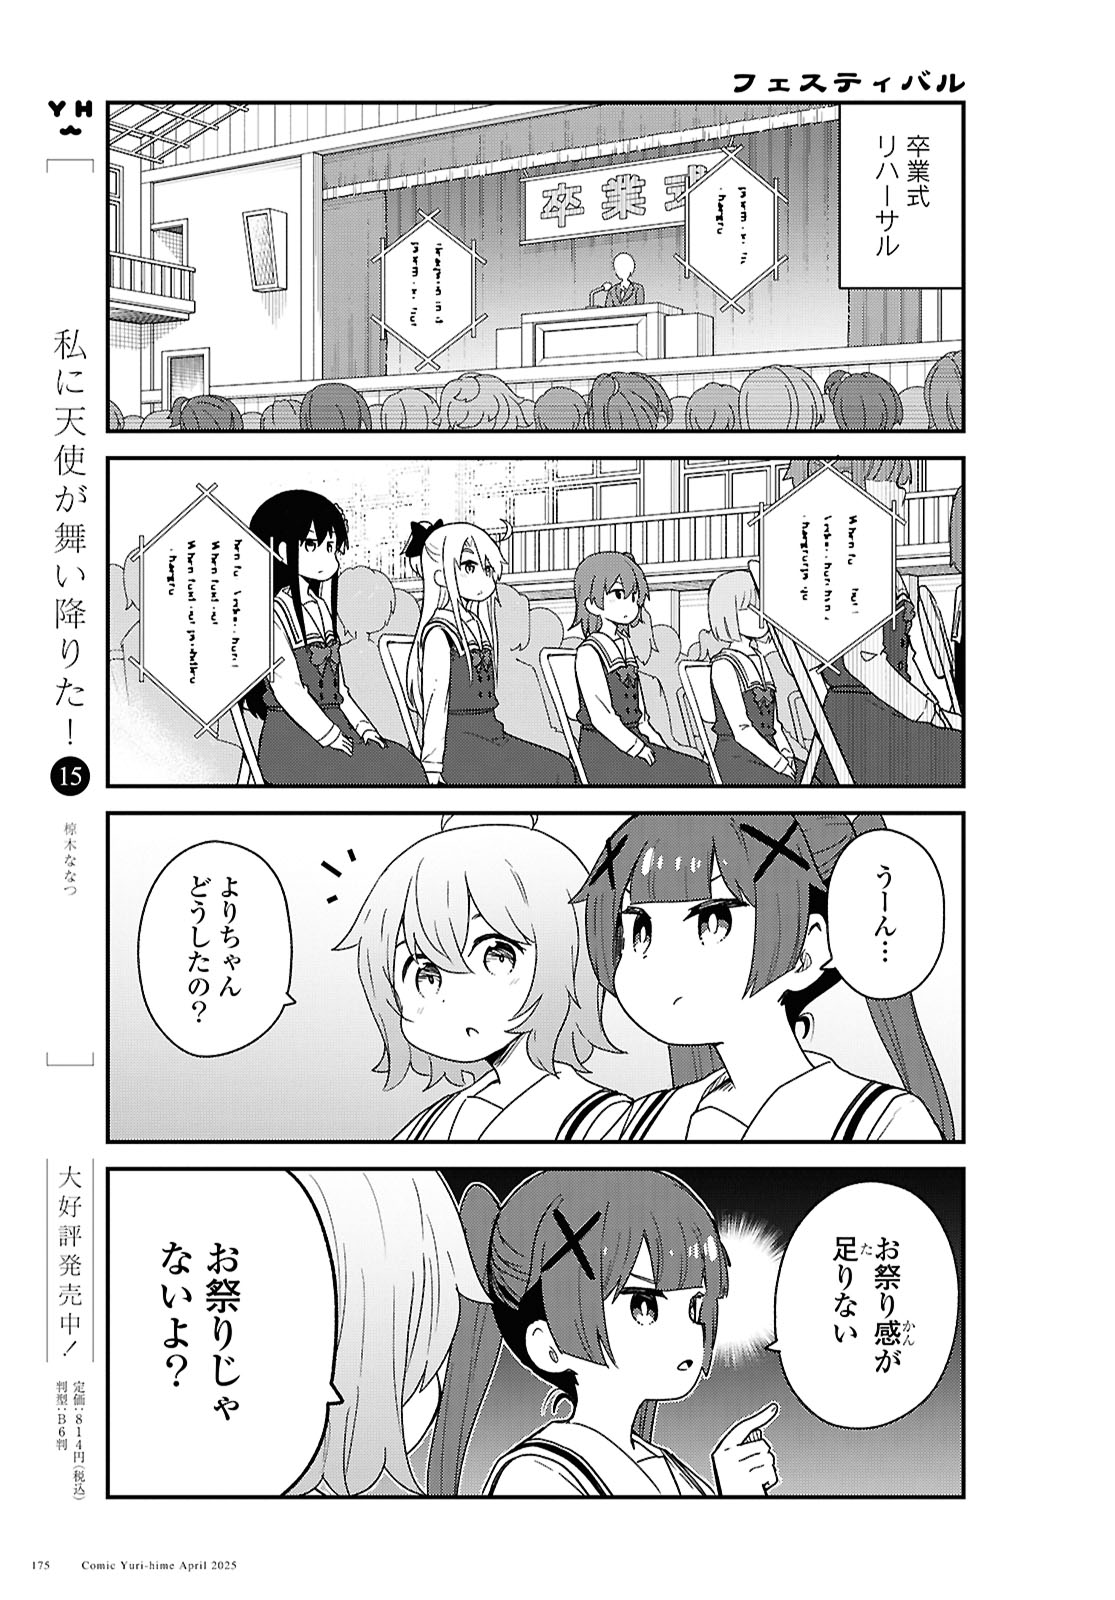 フェスティバル
卒業式
リハーサル
卒業式
うーん…
よりちゃん
どうしたの？
お祭り感が
足りない
た
かん
お祭りじゃ
ないよ？
YH
私に天使が舞い降りた！
15
椋木ななつ
大好評発売中！
定価：814円（税込）
判型：B6判
175
Comic Yuri-hime April 2025